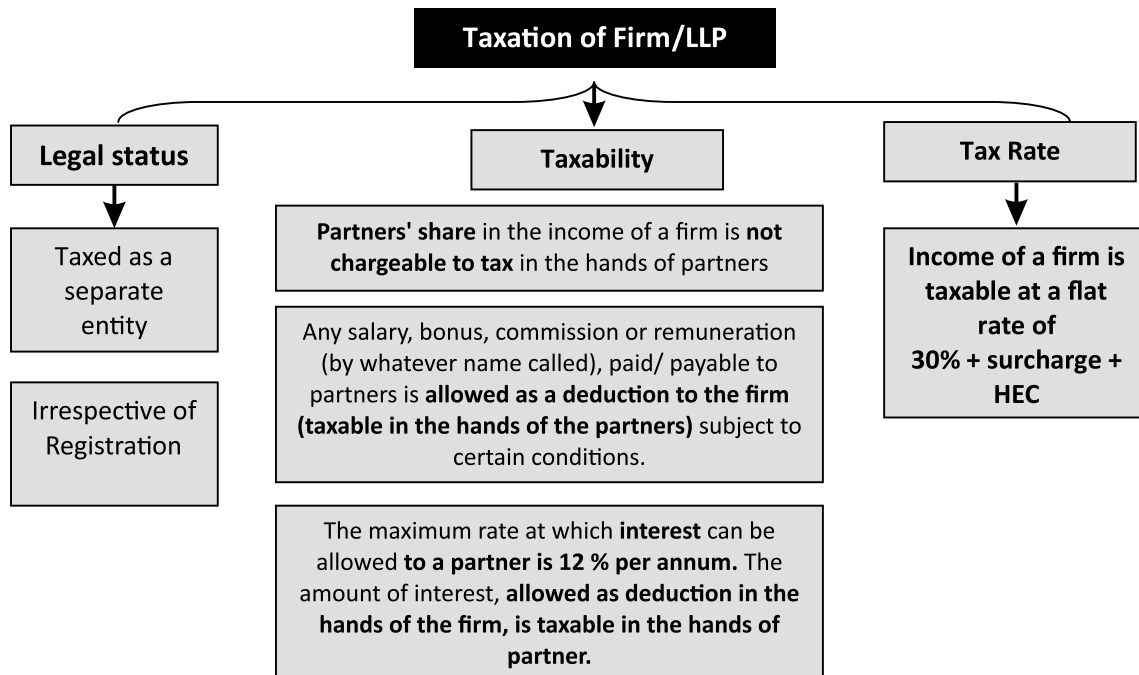 Taxation of Firm/LLP
Legal status
Taxed as a
separate
entity
Irrespective of
Registration
Taxability
Partners' share in the income of a firm is not
chargeable to tax in the hands of partners
Any salary, bonus, commission or remuneration
(by whatever name called), paid/ payable to
partners is allowed as a deduction to the firm
(taxable in the hands of the partners) subject to
certain conditions.
The maximum rate at which interest can be
allowed to a partner is 12 % per annum. The
amount of interest, allowed as deduction in the
hands of the firm, is taxable in the hands of
partner.
Tax Rate
Income of a firm is
taxable at a flat
rate of
30% + surcharge +
HEC